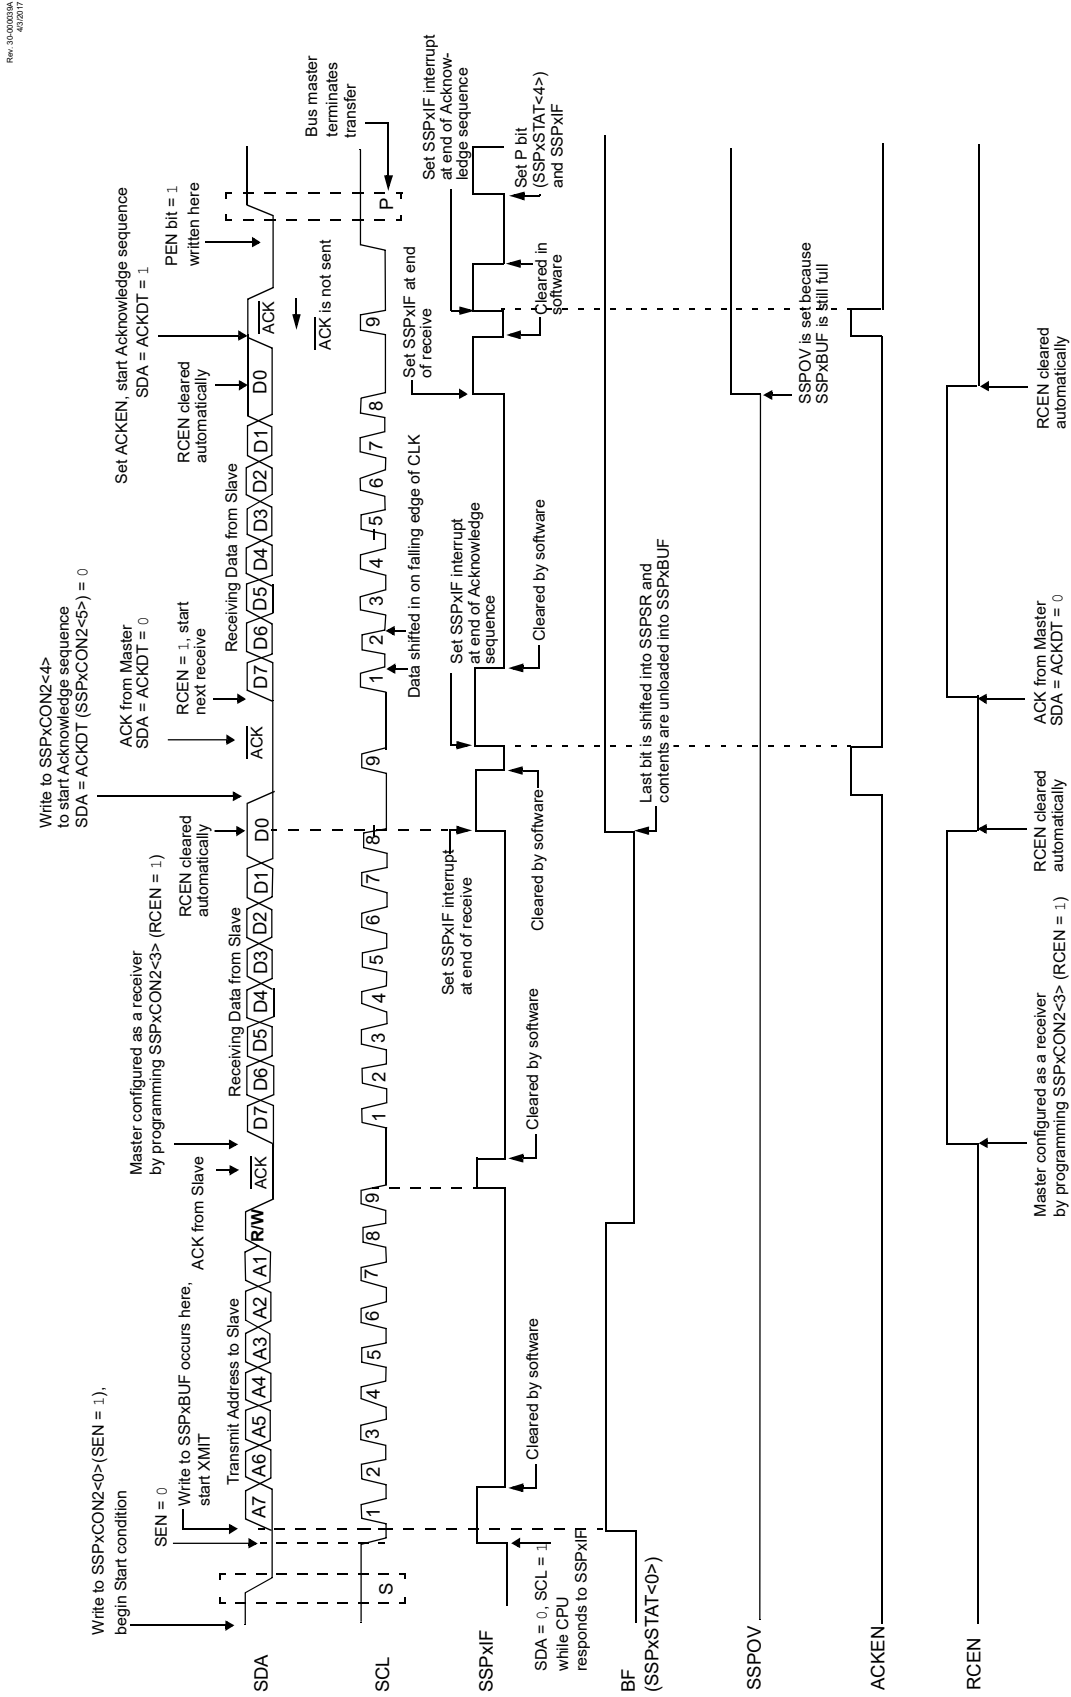 Rev. 30-000039A
4/3/2017
Write to SSPxCON2<0>(SEN = 1),
begin Start condition
SEN = 0
Write to SSPxBUF occurs here,
start XMIT
ACK from Slave
Master configured as a receiver
by programming SSPxCON2<3> (RCEN = 1)
RCEN cleared
automatically
Write to SSPxCON2<4>
to start Acknowledge sequence
SDA = ACKDT (SSPxCON2<5>) = 0
ACK from Master
SDA = ACKDT = 0
RCEN = 1, start
next receive
RCEN cleared
automatically
Set ACKEN, start Acknowledge sequence
SDA = ACKDT = 1
PEN bit = 1
written here
Transmit Address to Slave
Receiving Data from Slave
Receiving Data from Slave
SDA
A7 A6 A5 A4 A3 A2 A1 R/W ACK D7 D6 D5 D4 D3 D2 D1 D0 ACK D7 D6 D5 D4 D3 D2 D1 D0 ACK
ACK is not sent
Bus master
terminates
transfer
SCL
S 1 2 3 4 5 6 7 8 9 1 2 3 4 5 6 7 8 9 1 2 3 4 5 6 7 8 9 P
Data shifted in on falling edge of CLK
Set SSPxIF at end
of receive
Set SSPxIF interrupt
at end of Acknow-
ledge sequence
Set SSPxIF interrupt
at end of receive
Set SSPxIF interrupt
at end of Acknowledge
sequence
SSPxIF
SDA = 0, SCL = 1
while CPU
responds to SSPxIF
Cleared by software
Cleared by software
Cleared by software
Cleared by software
Cleared in
software
Set P bit
(SSPxSTAT<4>)
and SSPxIF
BF
(SSPxSTAT<0>)
Last bit is shifted into SSPSR and
contents are unloaded into SSPxBUF
SSPOV
SSPOV is set because
SSPxBUF is still full
ACKEN
RCEN
Master configured as a receiver
by programming SSPxCON2<3> (RCEN = 1)
RCEN cleared
automatically
ACK from Master
SDA = ACKDT = 0
RCEN cleared
automatically